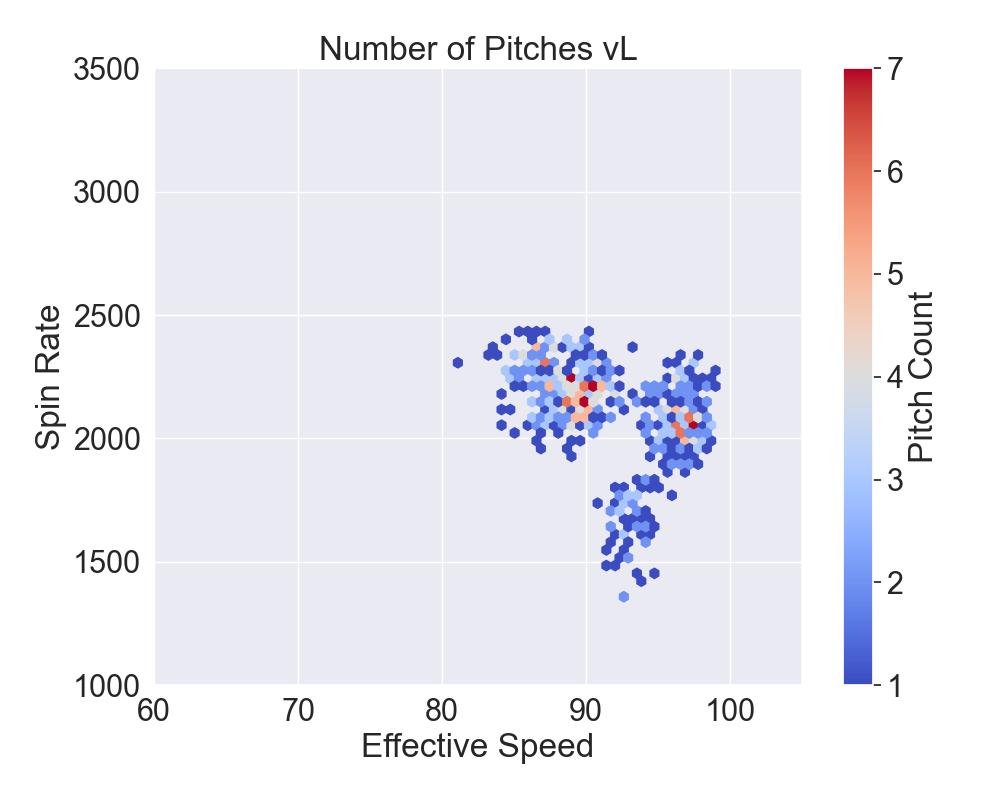 Number of Pitches vL
3500
3000
2500
2000
1500
1000
Spin Rate
60 70 80 90 100
Effective Speed
7
6
5
4
3
2
1
Pitch Count